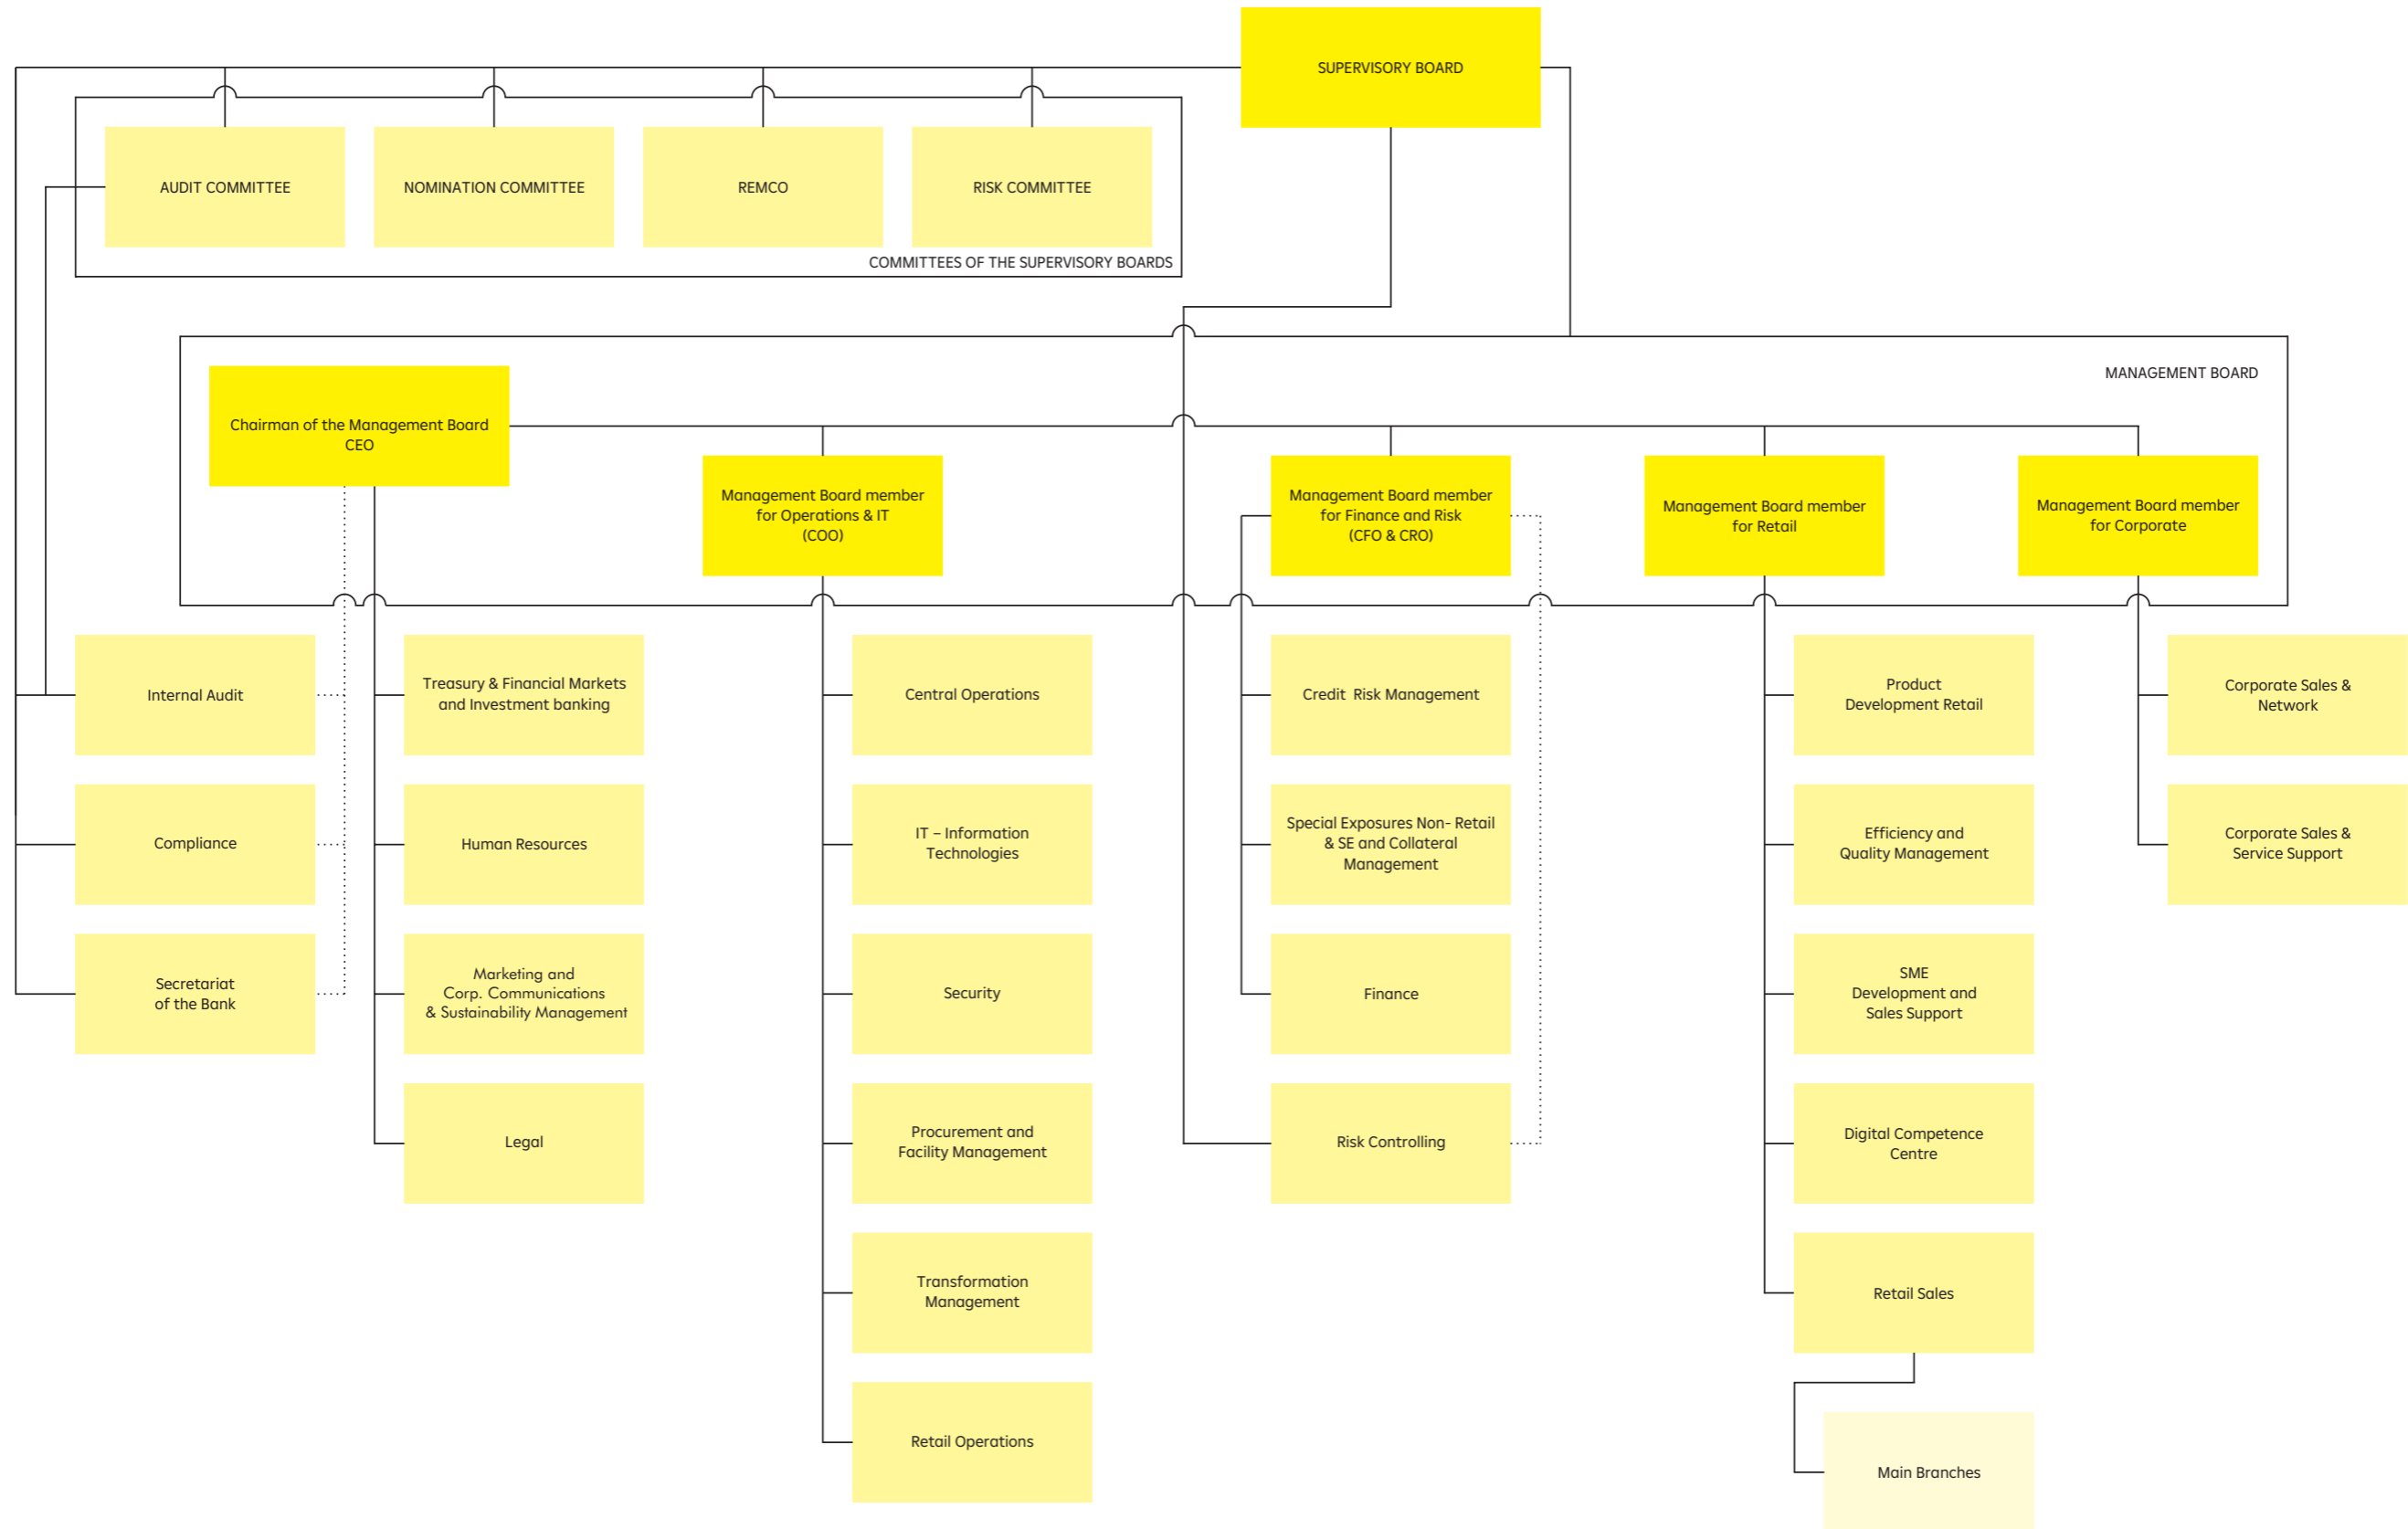 SUPERVISORY BOARD
AUDIT COMMITTEE
NOMINATION COMMITTEE
REMCO
RISK COMMITTEE
COMMITTEES OF THE SUPERVISORY BOARDS
MANAGEMENT BOARD
Chairman of the Management Board
CEO
Management Board member
for Operations & IT
(COO)
Management Board member
for Finance and Risk
(CFO & CRO)
Management Board member
for Retail
Management Board member
for Corporate
Internal Audit
Compliance
Secretariat
of the Bank
Treasury & Financial Markets
and Investment banking
Human Resources
Marketing and
Corp. Communications
& Sustainability Management
Legal
Central Operations
IT – Information
Technologies
Security
Procurement and
Facility Management
Transformation
Management
Retail Operations
Credit Risk Management
Special Exposures Non- Retail
& SE and Collateral
Management
Finance
Risk Controlling
Product
Development Retail
Efficiency and
Quality Management
SME
Development and
Sales Support
Digital Competence
Centre
Retail Sales
Main Branches
Corporate Sales &
Network
Corporate Sales &
Service Support